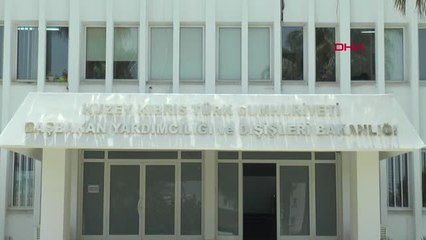 DHA
KUZEY KIBRIS TÜRK CUMHURİYETİ
BAŞBAKAN YARDIMCILIĞI ve DIŞİŞLERİ BAKANLIĞI